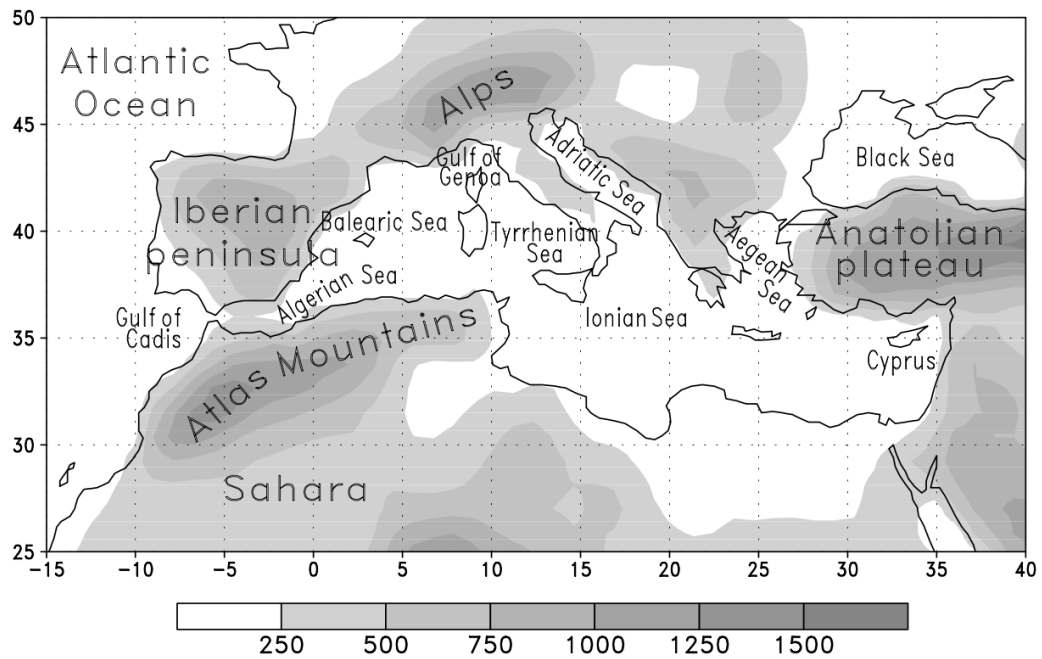 50
45
40
35
30
25
Atlantic
Ocean
Alps
Gulf of
Genoa
Adriatic Sea
Black Sea
Iberian
peninsula
Balearic Sea
Tyrrhenian
Sea
Aegean
Sea
Anatolian
plateau
Algerian Sea
Gulf of
Cadis
Ionian Sea
Cyprus
Atlas Mountains
Sahara
-15 -10 -5 0 5 10 15 20 25 30 35 40
250 500 750 1000 1250 1500